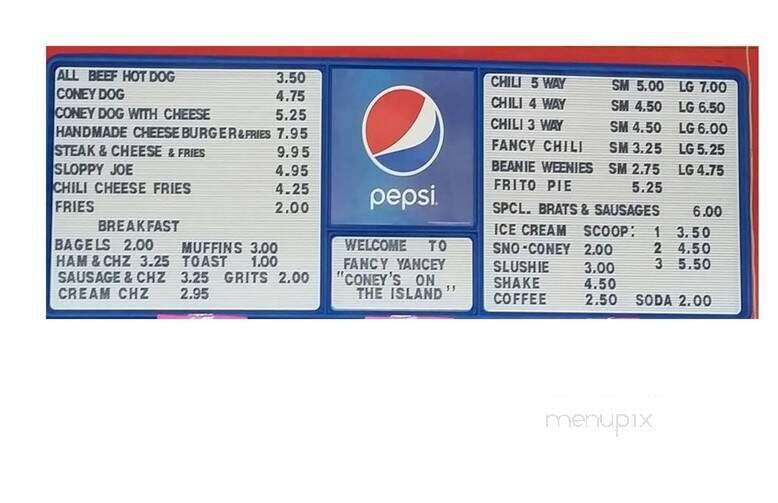 ALL BEEF HOT DOG 3.50
CONEY DOG 4.75
CONEY DOG WITH CHEESE 5.25
HANDMADE CHEESEBURGER & FRIES 7.95
STEAK & CHEESE & FRIES 9.95
SLOPPY JOE 4.95
CHILI CHEESE FRIES 4.25
FRIES 2.00
BREAKFAST
BAGELS 2.00 MUFFINS 3.00
HAM & CHZ 3.25 TOAST 1.00
SAUSAGE & CHZ 3.25 GRITS 2.00
CREAM CHZ 2.95
pepsi
WELCOME TO
FANCY YANCEY
"CONEY'S ON
THE ISLAND"
CHILI 5 WAY SM 5.00 LG 7.00
CHILI 4 WAY SM 4.50 LG 6.50
CHILI 3 WAY SM 4.50 LG 6.00
FANCY CHILI SM 3.25 LG 5.25
BEANIE WEENIES SM 2.75 LG 4.75
FRITO PIE 5.25
SPCL. BRATS & SAUSAGES 6.00
ICE CREAM SCOOP: 1 3.50
SNO-CONEY 2.00 2 4.50
SLUSHIE 3.00 3 5.50
SHAKE 4.50
COFFEE 2.50 SODA 2.00
menupix